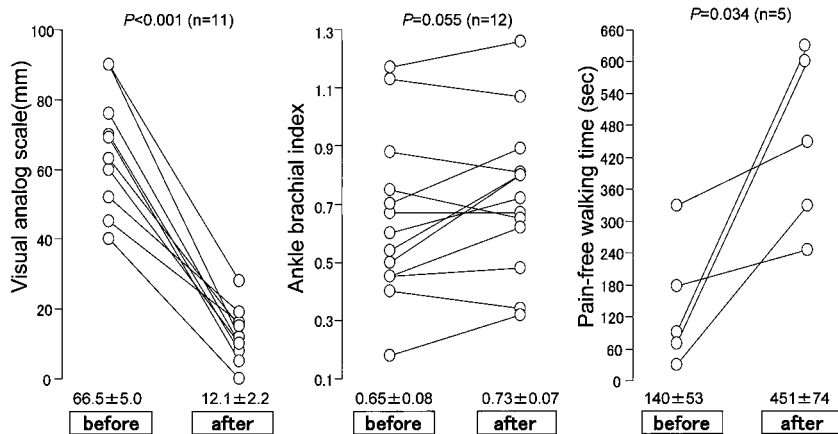 P<0.001 (n=11)
Visual analog scale(mm)
100
80
60
40
20
0
66.5±5.0
12.1±2.2
before
after
P=0.055 (n=12)
Ankle brachial index
1.3
1.1
0.9
0.7
0.5
0.3
0.1
0.65±0.08
0.73±0.07
before
after
P=0.034 (n=5)
Pain-free walking time (sec)
660
600
540
480
420
360
300
240
180
120
60
0
140±53
451±74
before
after